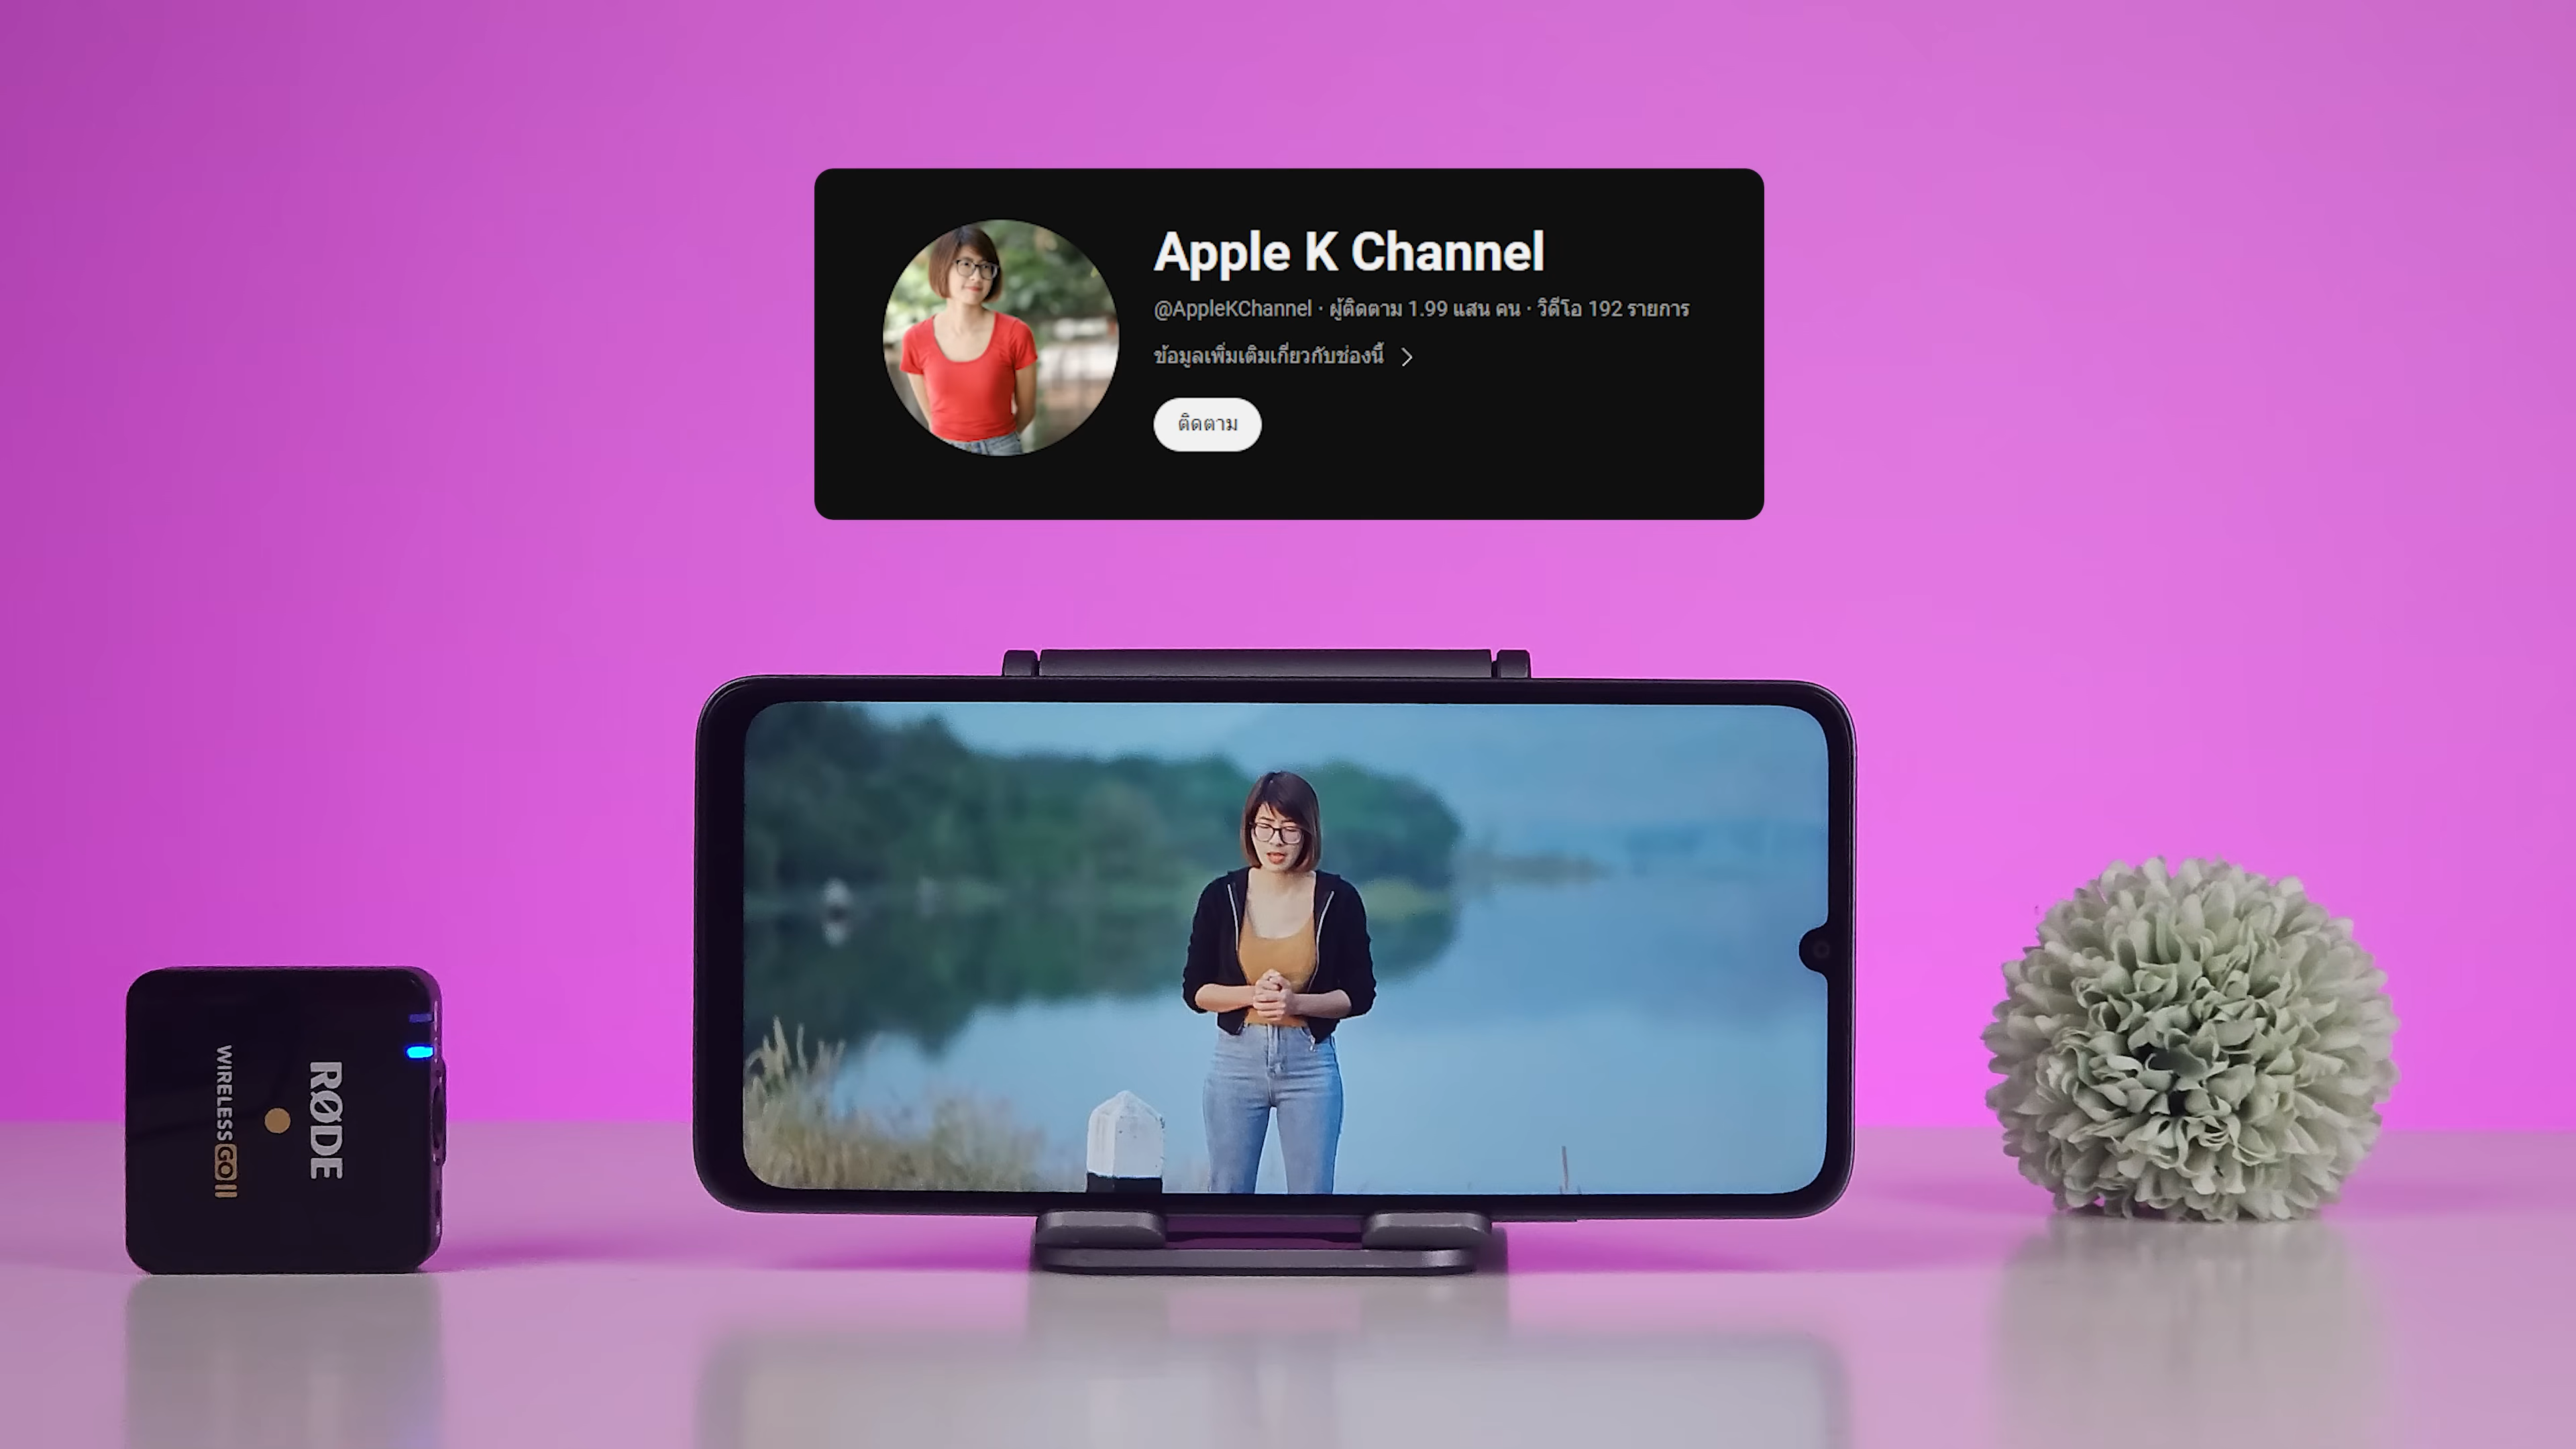 Apple K Channel
@AppleKChannel · ผู้ติดตาม 1.99 แสน คน · วิดีโอ 192 รายการ
ข้อมูลเพิ่มเติมเกี่ยวกับช่องนี้
ติดตาม
RØDE
WIRELESS GO II